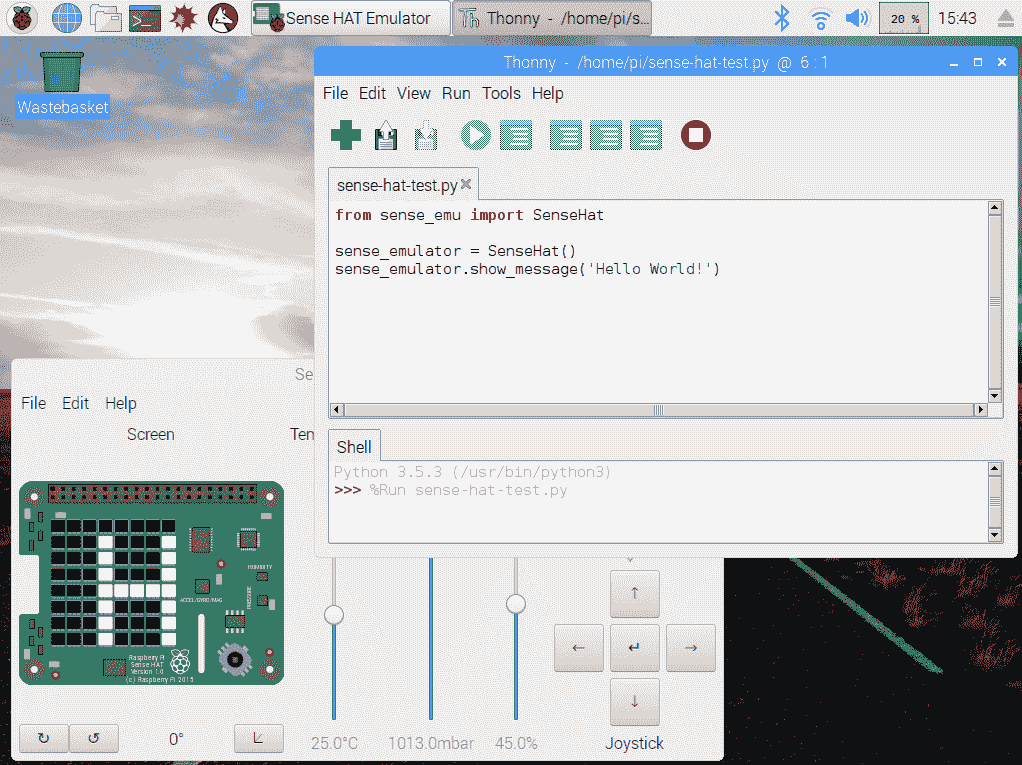 Sense HAT Emulator
Thonny - /home/pi/s...
20 %
15:43
Wastebasket
Thonny - /home/pi/sense-hat-test.py @ 6 : 1
File Edit View Run Tools Help
sense-hat-test.py
from sense_emu import SenseHat
sense_emulator = SenseHat()
sense_emulator.show_message('Hello World!')
Shell
Python 3.5.3 (/usr/bin/python3)
>>> %Run sense-hat-test.py
Se
File Edit Help
Screen
Ten
HUMIDITY
PRESSURE
ACCEL/GYRO/MAG
Raspberry Pi
Sense HAT
Version 1.0
(c) Raspberry Pi 2015
0°
25.0°C
1013.0mbar
45.0%
Joystick